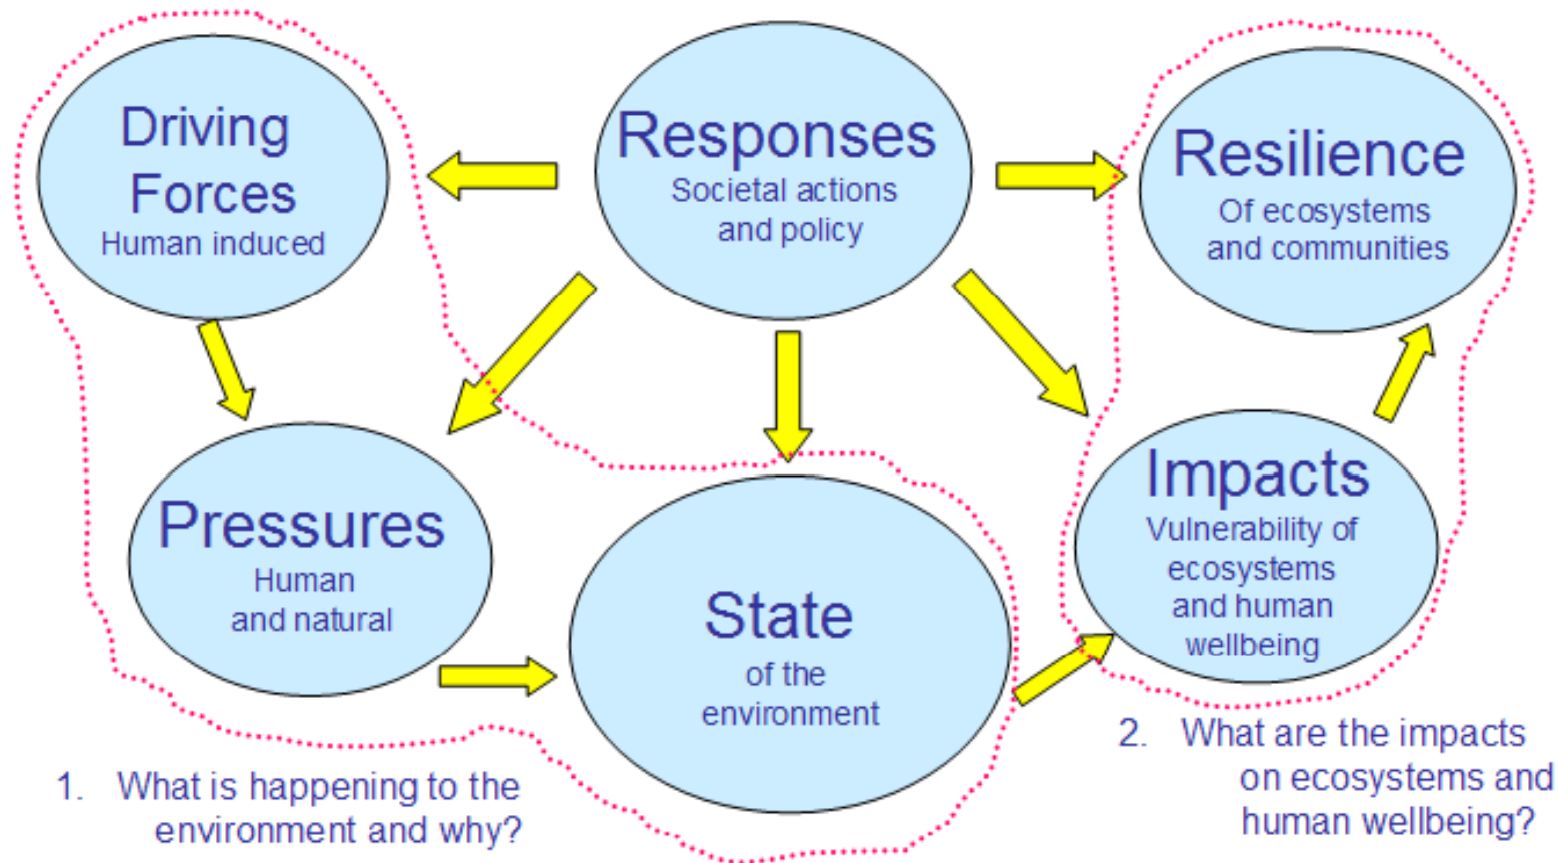 Driving
Forces
Human induced
Responses
Societal actions
and policy
Resilience
Of ecosystems
and communities
Pressures
Human
and natural
State
of the
environment
Impacts
Vulnerability of
ecosystems
and human
wellbeing
1. What is happening to the
environment and why?
2. What are the impacts
on ecosystems and
human wellbeing?